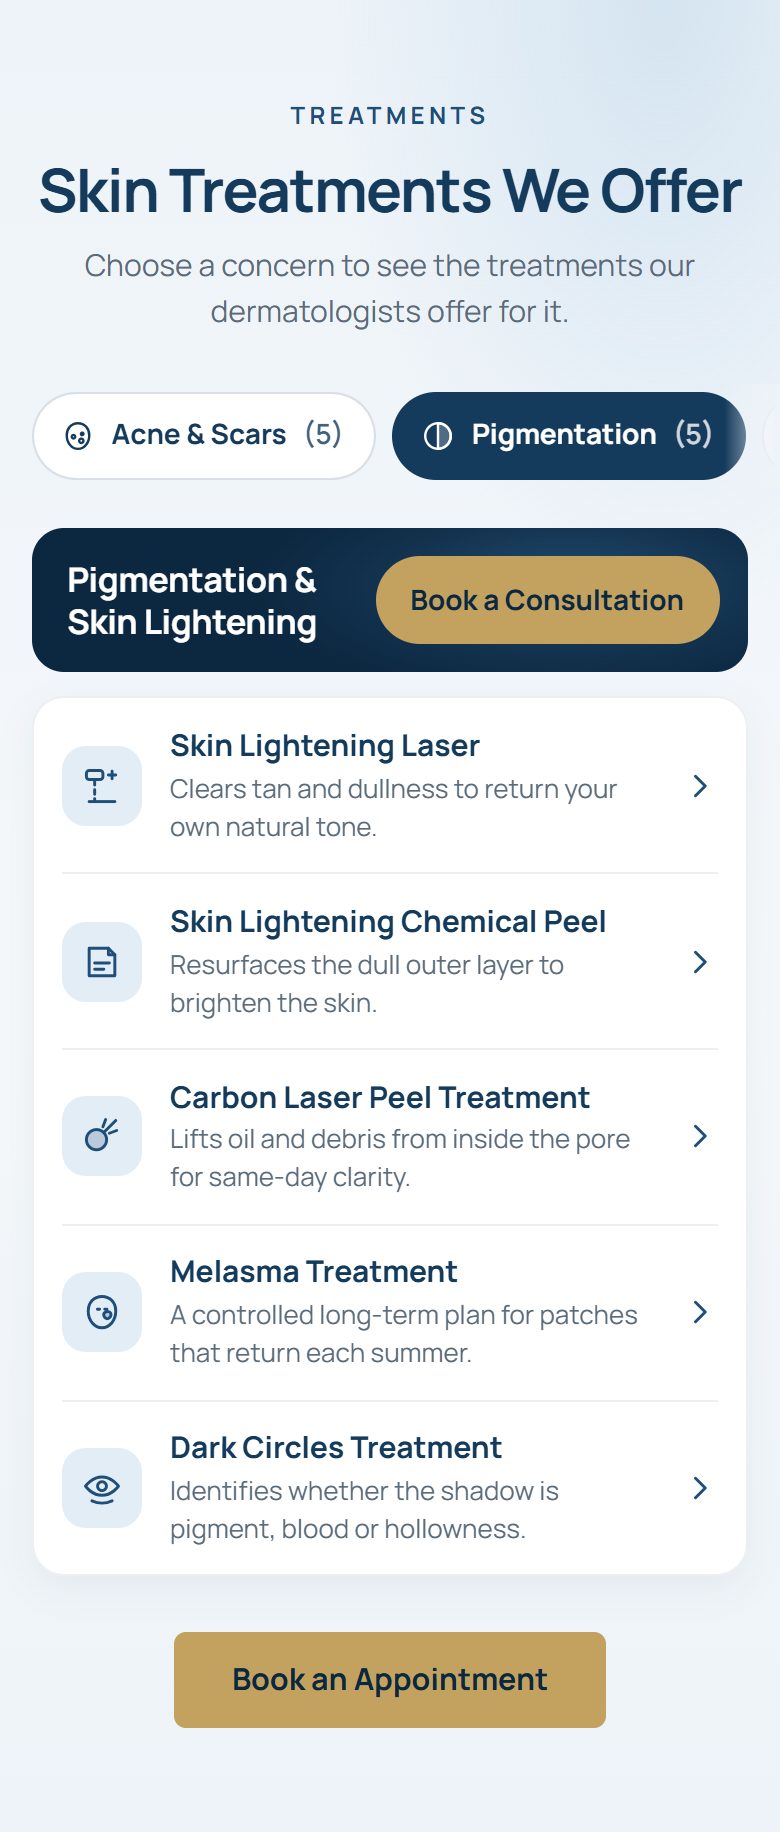 TREATMENTS
Skin Treatments We Offer
Choose a concern to see the treatments our
dermatologists offer for it.
Acne & Scars (5)
Pigmentation (5)
Pigmentation &
Skin Lightening
Book a Consultation
Skin Lightening Laser
Clears tan and dullness to return your
own natural tone.
Skin Lightening Chemical Peel
Resurfaces the dull outer layer to
brighten the skin.
Carbon Laser Peel Treatment
Lifts oil and debris from inside the pore
for same-day clarity.
Melasma Treatment
A controlled long-term plan for patches
that return each summer.
Dark Circles Treatment
Identifies whether the shadow is
pigment, blood or hollowness.
Book an Appointment